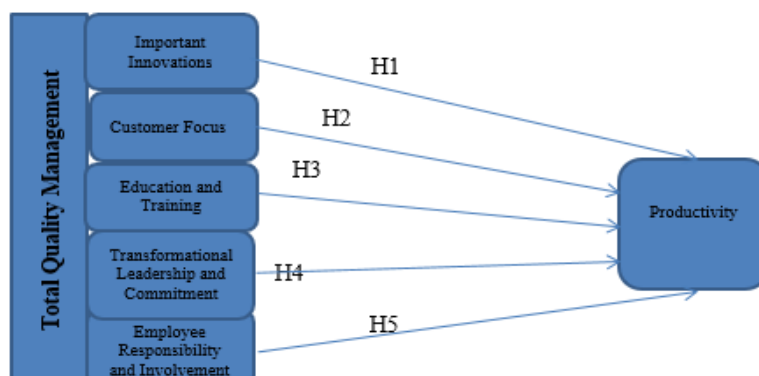 Total Quality Management
Important
Innovations
H1
Customer Focus
H2
Education and
Training
H3
Transformational
Leadership and
Commitment
H4
Employee
Responsibility
and Involvement
H5
Productivity